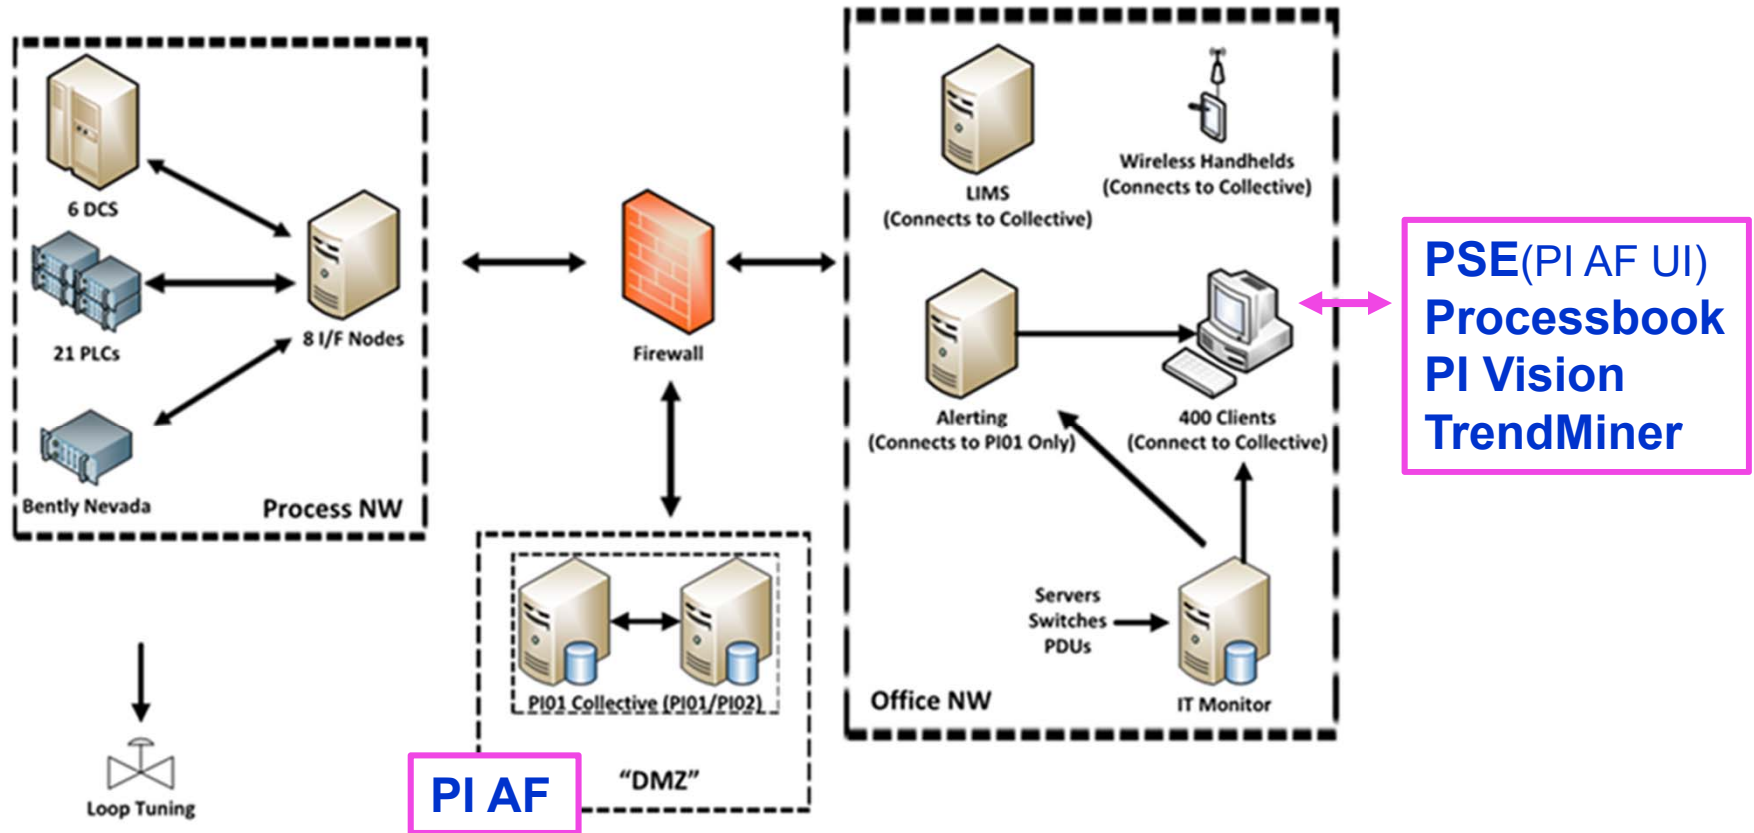 6 DCS
21 PLCs
Bently Nevada
8 I/F Nodes
Process NW
Loop Tuning
Firewall
PI01 Collective (PI01/PI02)
"DMZ"
PI AF
LIMS
(Connects to Collective)
Wireless Handhelds
(Connects to Collective)
Alerting
(Connects to PI01 Only)
400 Clients
(Connect to Collective)
Servers
Switches
PDUs
IT Monitor
Office NW
PSE(PI AF UI)
Processbook
PI Vision
TrendMiner